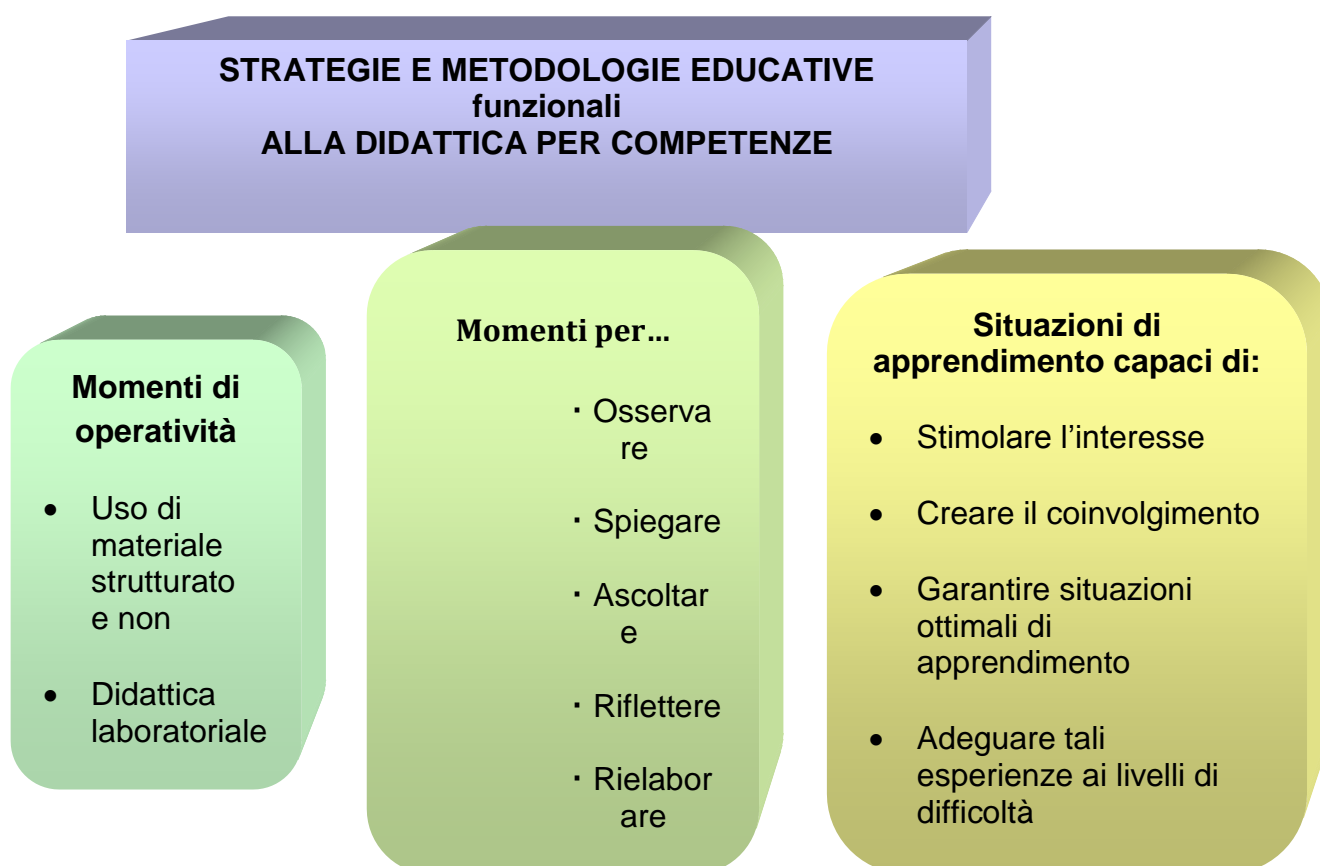 STRATEGIE E METODOLOGIE EDUCATIVE
funzionali
ALLA DIDATTICA PER COMPETENZE
Momenti di
operatività
• Uso di
materiale
strutturato
e non
• Didattica
laboratoriale
Momenti per…
· Osserva
re
· Spiegare
· Ascoltar
e
· Riflettere
· Rielabor
are
Situazioni di
apprendimento capaci di:
• Stimolare l’interesse
• Creare il coinvolgimento
• Garantire situazioni
ottimali di
apprendimento
• Adeguare tali
esperienze ai livelli di
difficoltà